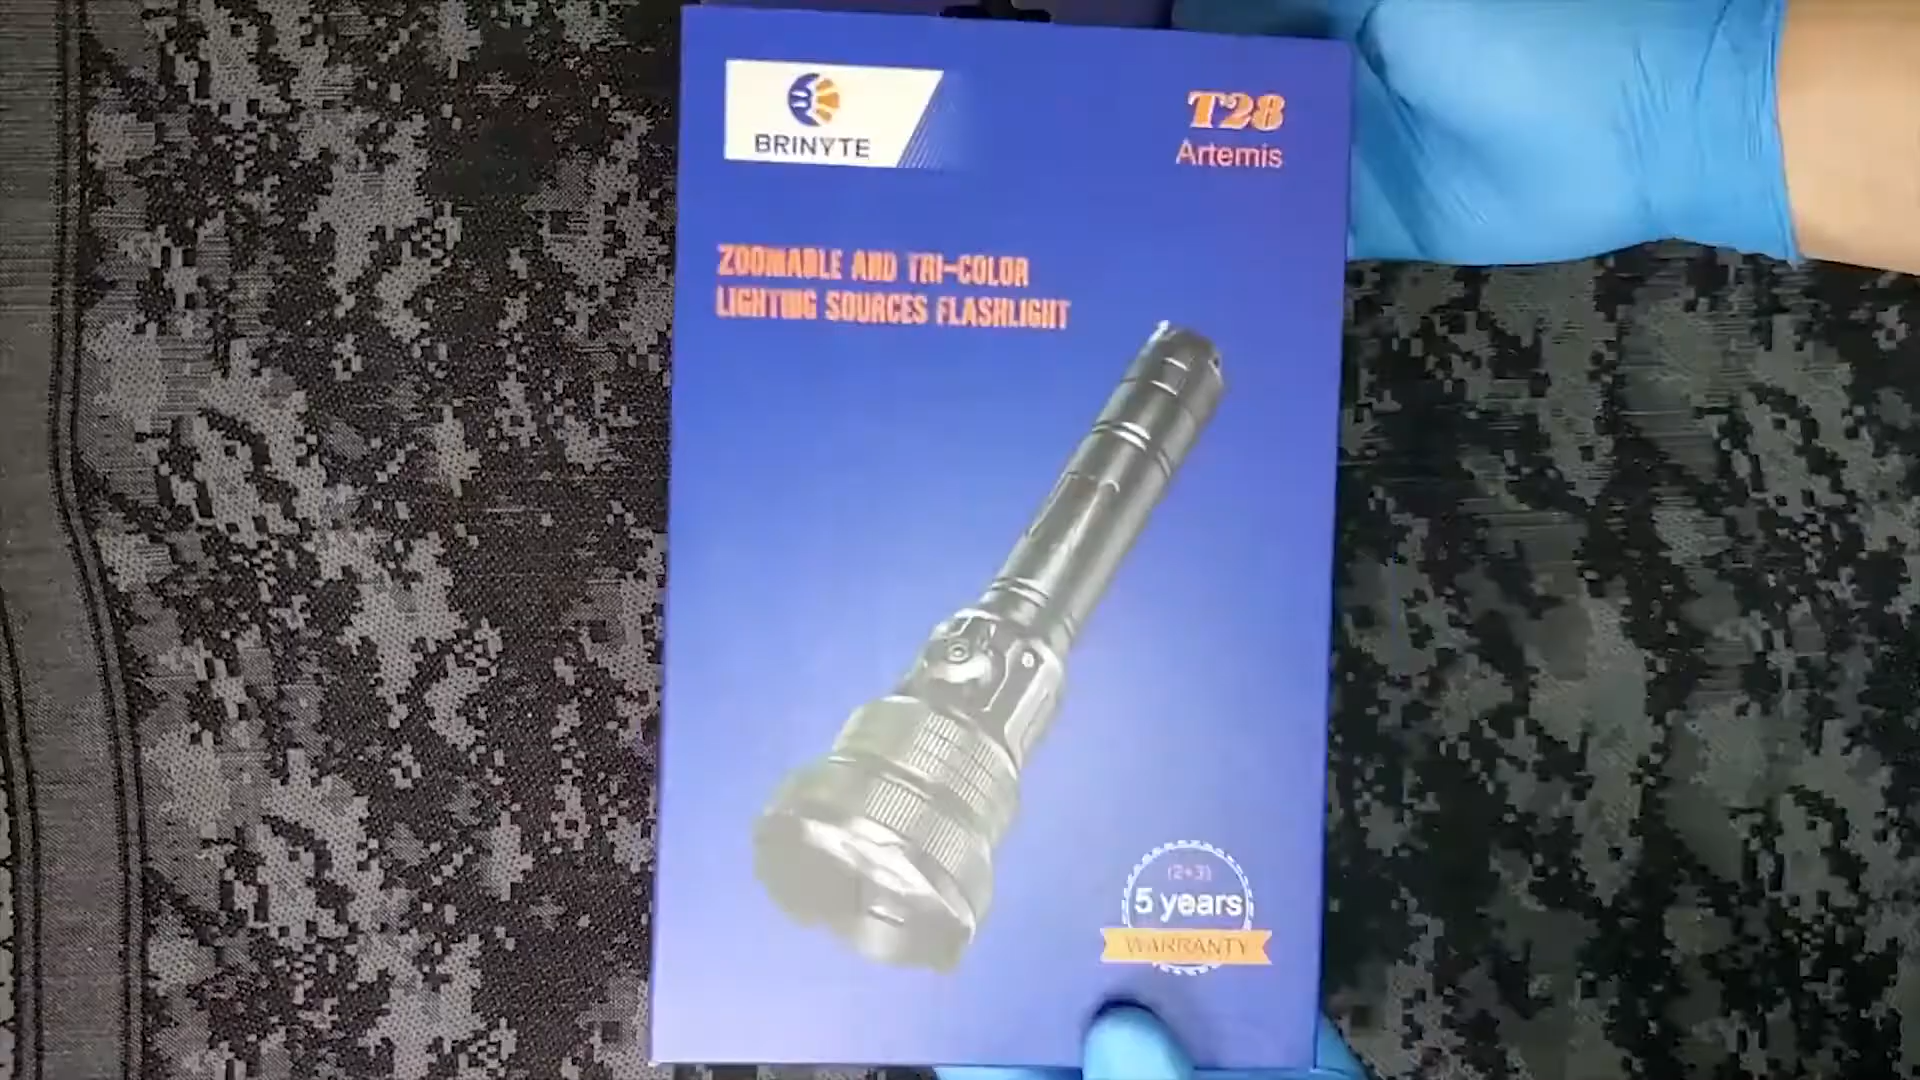 BRINYTE
T28
Artemis
ZOOMABLE AND TRI-COLOR
LIGHTING SOURCES FLASHLIGHT
(2+3)
5 years
WARRANTY